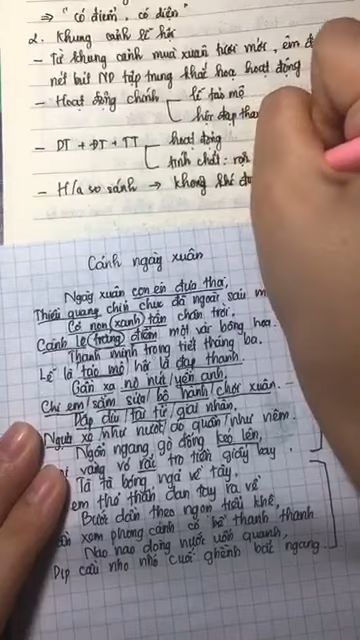 ⇒ "có điểm", có diện"
2. Khung cảnh lễ hội
- Từ khung cảnh mùa xuân tươi mới, êm
nét bút ND tập trung khắc hoạ hoạt động
- Hoạt động chính lễ tảo mộ
hội đạp than
- DT + ĐT + TT hoạt động
tính chất: rộn
- H/a so sánh → không khí
Cảnh ngày xuân
Ngày xuân con én đưa thoi,
Thiều quang chín chục đã ngoài sáu m
Cỏ non (xanh) tận chân trời,
Cành lê (trắng) điểm một vài bông hoa.
Thanh minh trong tiết tháng ba,
Lễ là tảo mộ hội là đạp thanh.
Gần xa nô nức/yến anh,
Chị em/sắm sửa/bộ hành/chơi xuân.
Dập dìu/tài tử/giai nhân,
Ngựa xe/như nước/áo quần/như nêm.
Ngổn ngang gò đống kéo lên,
vàng vó rắc tro tiền giấy bay.
Tà tà bóng ngả về tây,
em thơ thẩn dan tay ra về
Bước dần theo ngọn tiểu khê,
xem phong cảnh có bề thanh thanh
Nao nao dòng nước uốn quanh,
Dịp cầu nho nhỏ cuối ghềnh bắc ngang